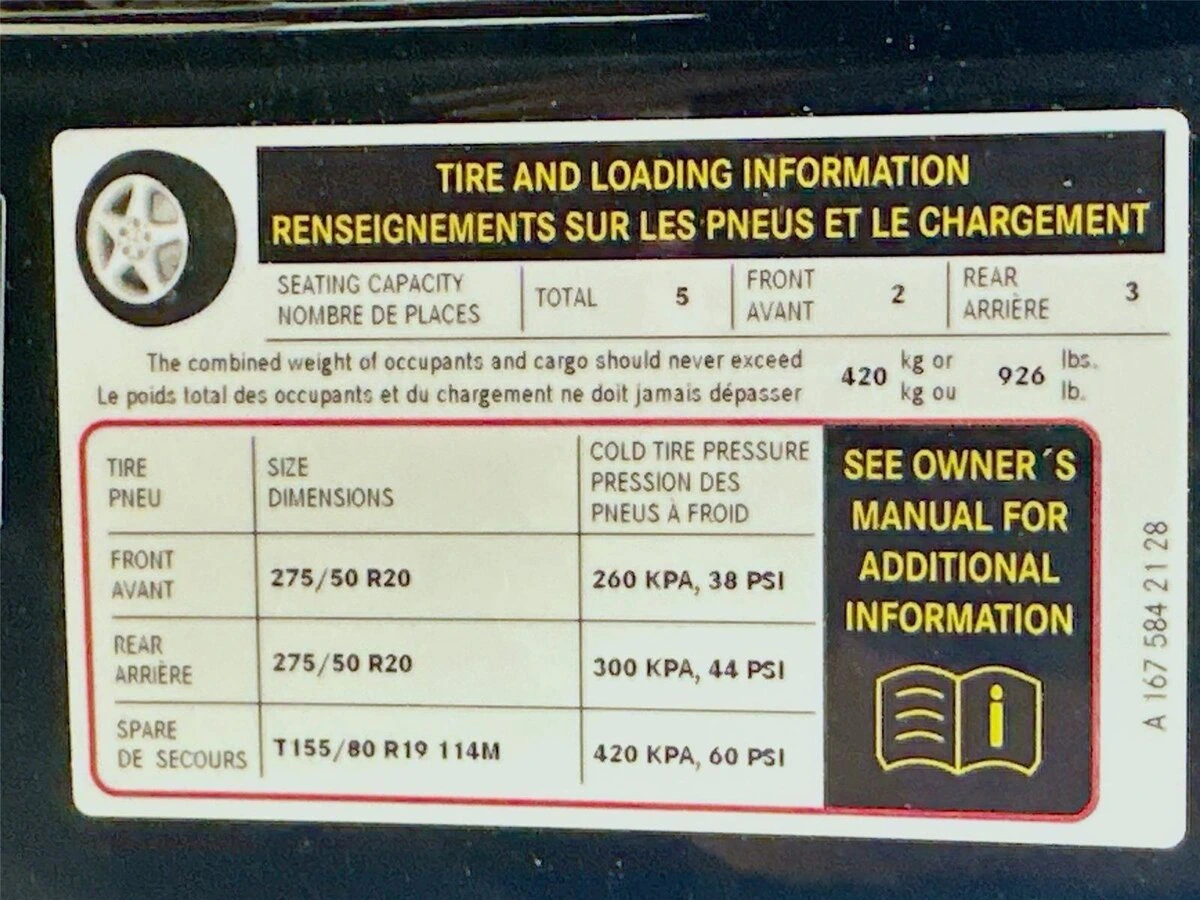 TIRE AND LOADING INFORMATION
RENSEIGNEMENTS SUR LES PNEUS ET LE CHARGEMENT
SEATING CAPACITY TOTAL 5 FRONT 2 REAR 3
NOMBRE DE PLACES AVANT ARRIÈRE
The combined weight of occupants and cargo should never exceed 420 kg or 926 lbs.
Le poids total des occupants et du chargement ne doit jamais dépasser kg ou lb.
TIRE SIZE COLD TIRE PRESSURE
PNEU DIMENSIONS PRESSION DES
PNEUS À FROID
FRONT 275/50 R20 260 KPA, 38 PSI
AVANT
REAR 275/50 R20 300 KPA, 44 PSI
ARRIÈRE
SPARE T155/80 R19 114M 420 KPA, 60 PSI
DE SECOURS
SEE OWNER´S
MANUAL FOR
ADDITIONAL
INFORMATION
i
A 167 584 21 28